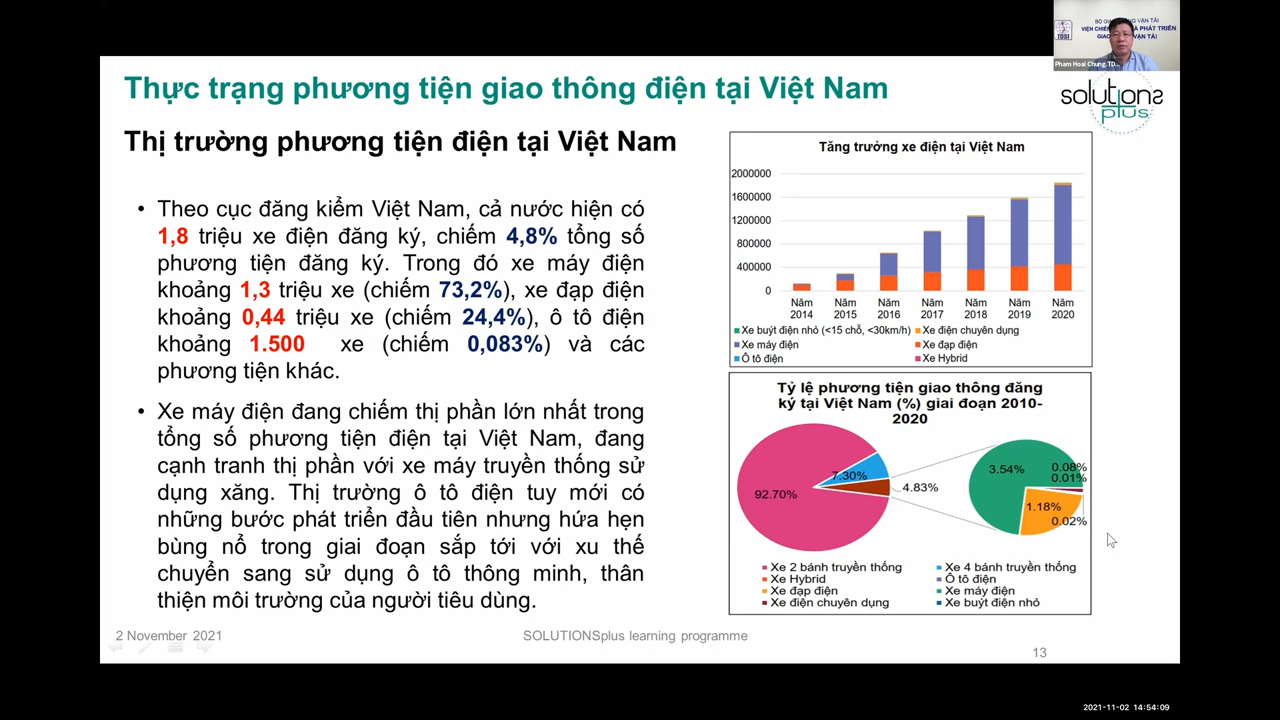 BỘ GIAO THÔNG VẬN TẢI
TDSI
Pham Hoai Chung.TD...
Thực trạng phương tiện giao thông điện tại Việt Nam
solutions
plus
Thị trường phương tiện điện tại Việt Nam
• Theo cục đăng kiểm Việt Nam, cả nước hiện có
1,8 triệu xe điện đăng ký, chiếm 4,8% tổng số
phương tiện đăng ký. Trong đó xe máy điện
khoảng 1,3 triệu xe (chiếm 73,2%), xe đạp điện
khoảng 0,44 triệu xe (chiếm 24,4%), ô tô điện
khoảng 1.500 xe (chiếm 0,083%) và các
phương tiện khác.
• Xe máy điện đang chiếm thị phần lớn nhất trong
tổng số phương tiện điện tại Việt Nam, đang
cạnh tranh thị phần với xe máy truyền thống sử
dụng xăng. Thị trường ô tô điện tuy mới có
những bước phát triển đầu tiên nhưng hứa hẹn
bùng nổ trong giai đoạn sắp tới với xu thế
chuyển sang sử dụng ô tô thông minh, thân
thiện môi trường của người tiêu dùng.
Tăng trưởng xe điện tại Việt Nam
2000000
1600000
1200000
800000
400000
0
Năm Năm Năm Năm Năm Năm Năm
2014 2015 2016 2017 2018 2019 2020
Xe buýt điện nhỏ (<15 chỗ, <30km/h) Xe điện chuyên dụng
Xe máy điện Xe đạp điện
Ô tô điện Xe Hybrid
Tỷ lệ phương tiện giao thông đăng
ký tại Việt Nam (%) giai đoạn 2010-
2020
92.70%
7.30%
4.83%
3.54%
0.08%
0.01%
1.18%
0.02%
Xe 2 bánh truyền thống Xe 4 bánh truyền thống
Xe Hybrid Ô tô điện
Xe đạp điện Xe máy điện
Xe điện chuyên dụng Xe buýt điện nhỏ
2 November 2021
SOLUTIONSplus learning programme
13
2021-11-02 14:54:09